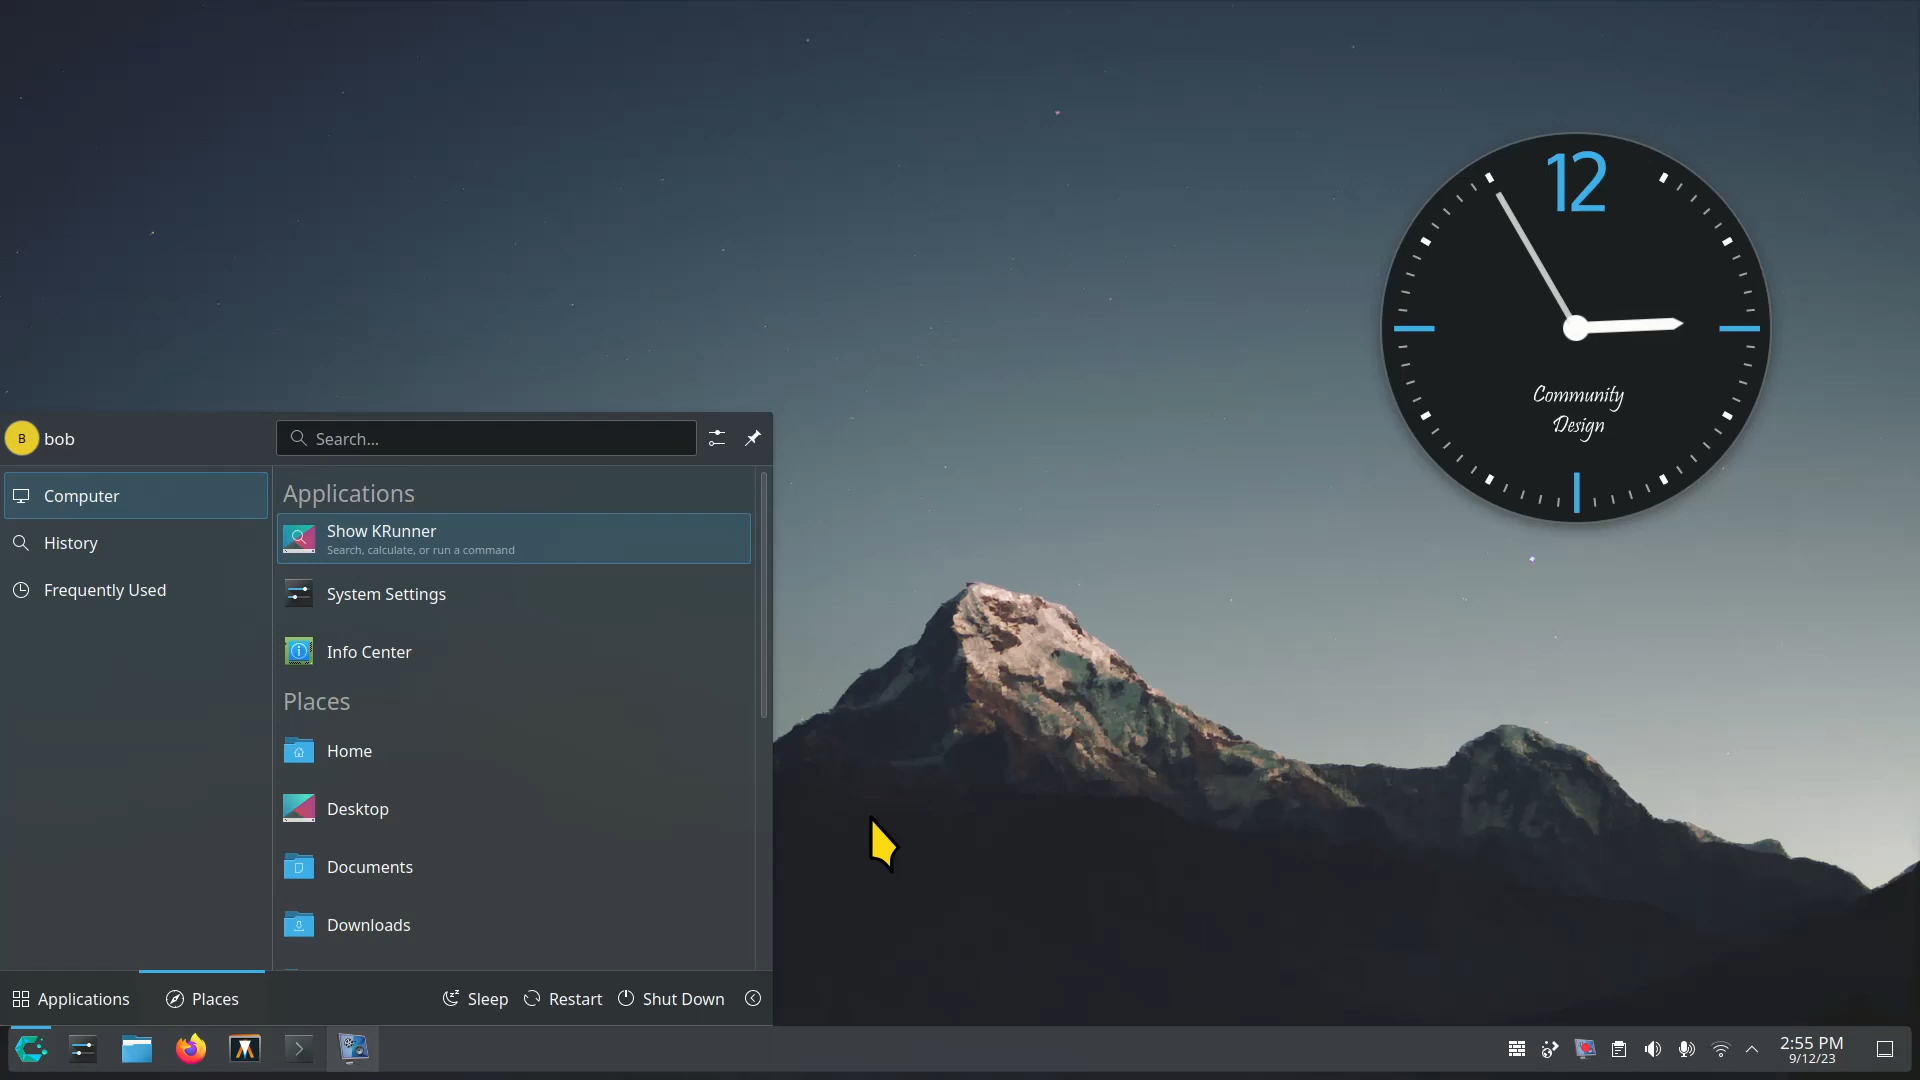 12
Community
Design
B
bob
Search...
Computer
History
Frequently Used
Applications
Show KRunner
Search, calculate, or run a command
System Settings
Info Center
Places
Home
Desktop
Documents
Downloads
Applications
Places
Sleep
Restart
Shut Down
2:55 PM
9/12/23